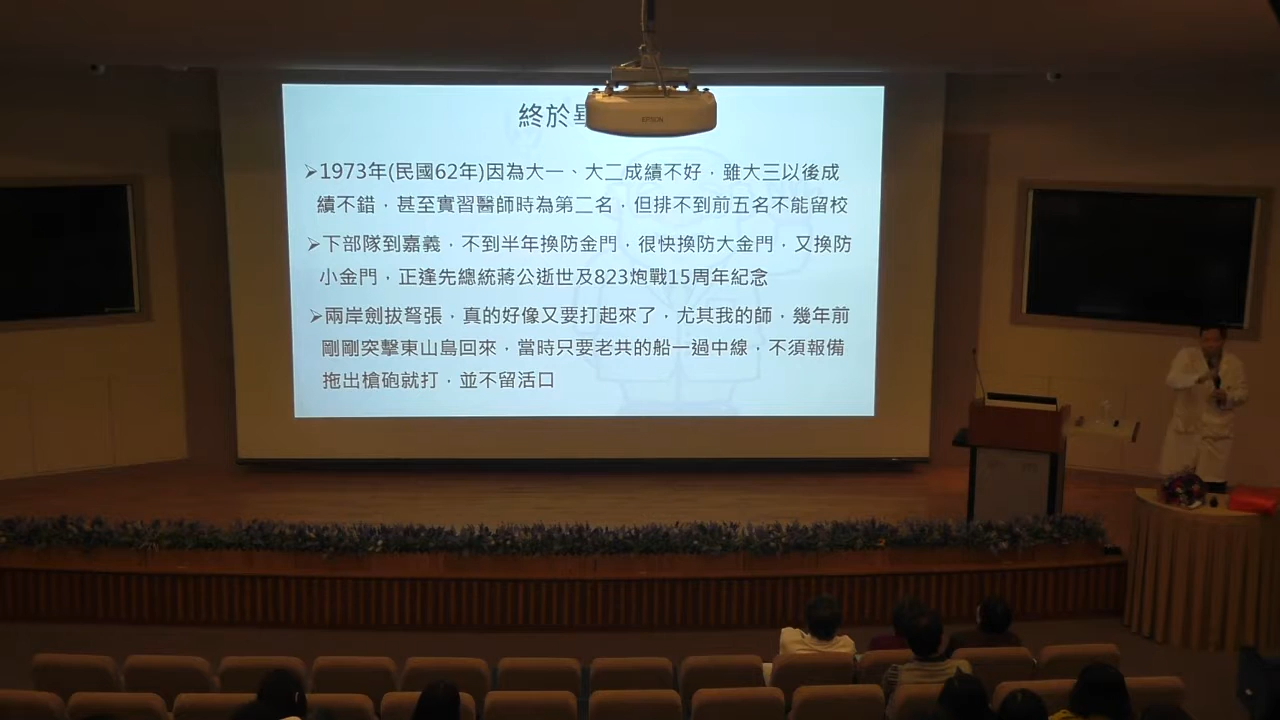 終於
➢1973年(民國62年)因為大一、大二成績不好，雖大三以後成
績不錯，甚至實習醫師時為第二名，但排不到前五名不能留校
➢下部隊到嘉義，不到半年換防金門，很快換防大金門，又換防
小金門，正逢先總統蔣公逝世及823炮戰15周年紀念
➢兩岸劍拔弩張，真的好像又要打起來了，尤其我的師，幾年前
剛剛突擊東山島回來，當時只要老共的船一過中線，不須報備
拖出槍砲就打，並不留活口
EPSON